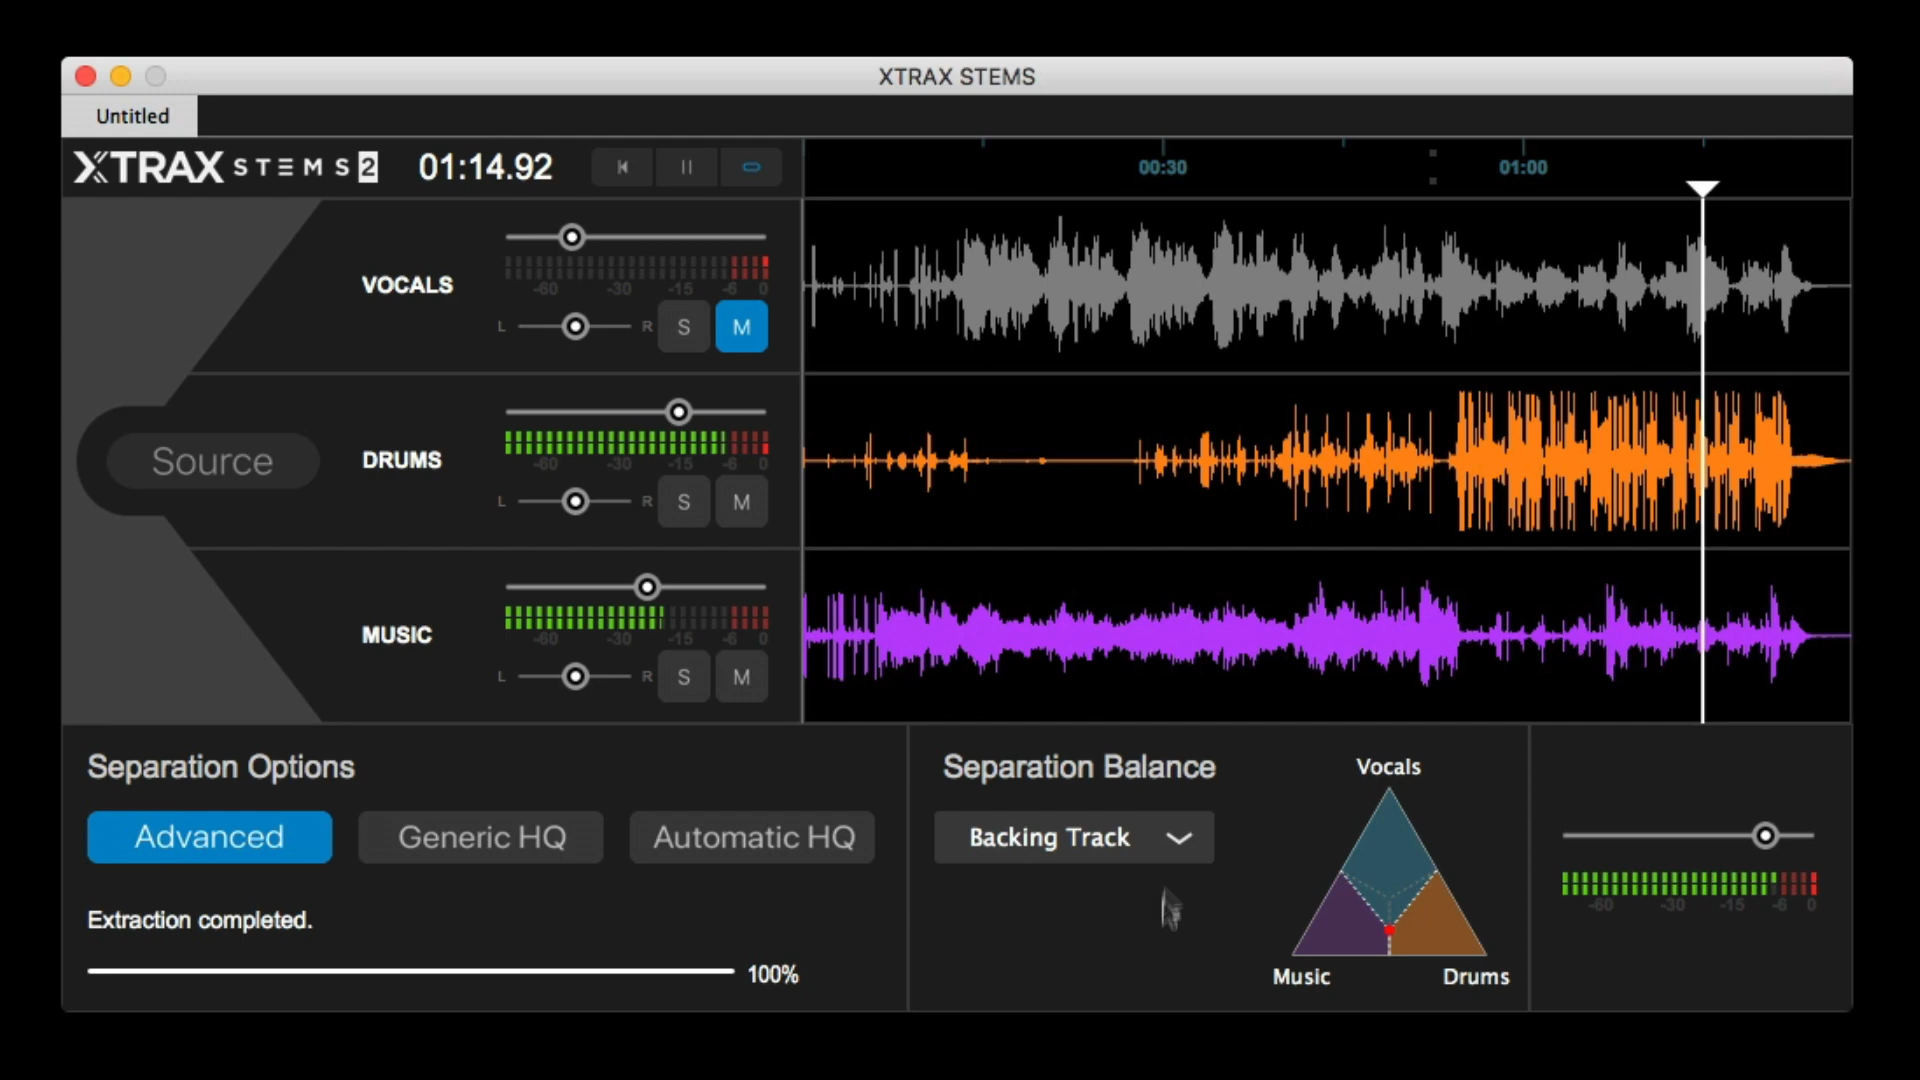 XTRAX STEMS
Untitled
XTRAX STEMS 2
01:14.92
00:30
01:00
VOCALS
-60 -30 -15 -6 0
L R S M
Source
DRUMS
-60 -30 -15 -6 0
L R S M
MUSIC
-60 -30 -15 -6 0
L R S M
Separation Options
Advanced
Generic HQ
Automatic HQ
Extraction completed.
100%
Separation Balance
Backing Track
Vocals
Music
Drums
-60 -30 -15 -6 0